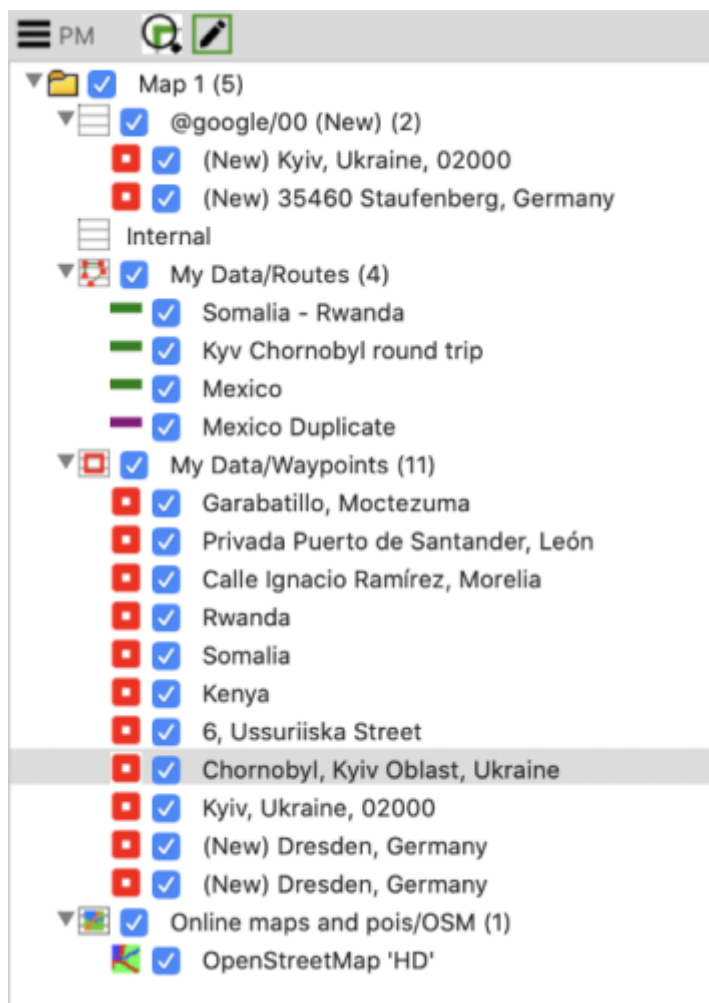 PM
Map 1 (5)
@google/00 (New) (2)
(New) Kyiv, Ukraine, 02000
(New) 35460 Staufenberg, Germany
Internal
My Data/Routes (4)
Somalia - Rwanda
Kyv Chornobyl round trip
Mexico
Mexico Duplicate
My Data/Waypoints (11)
Garabatillo, Moctezuma
Privada Puerto de Santander, León
Calle Ignacio Ramírez, Morelia
Rwanda
Somalia
Kenya
6, Ussuriiska Street
Chornobyl, Kyiv Oblast, Ukraine
Kyiv, Ukraine, 02000
(New) Dresden, Germany
(New) Dresden, Germany
Online maps and pois/OSM (1)
OpenStreetMap 'HD'